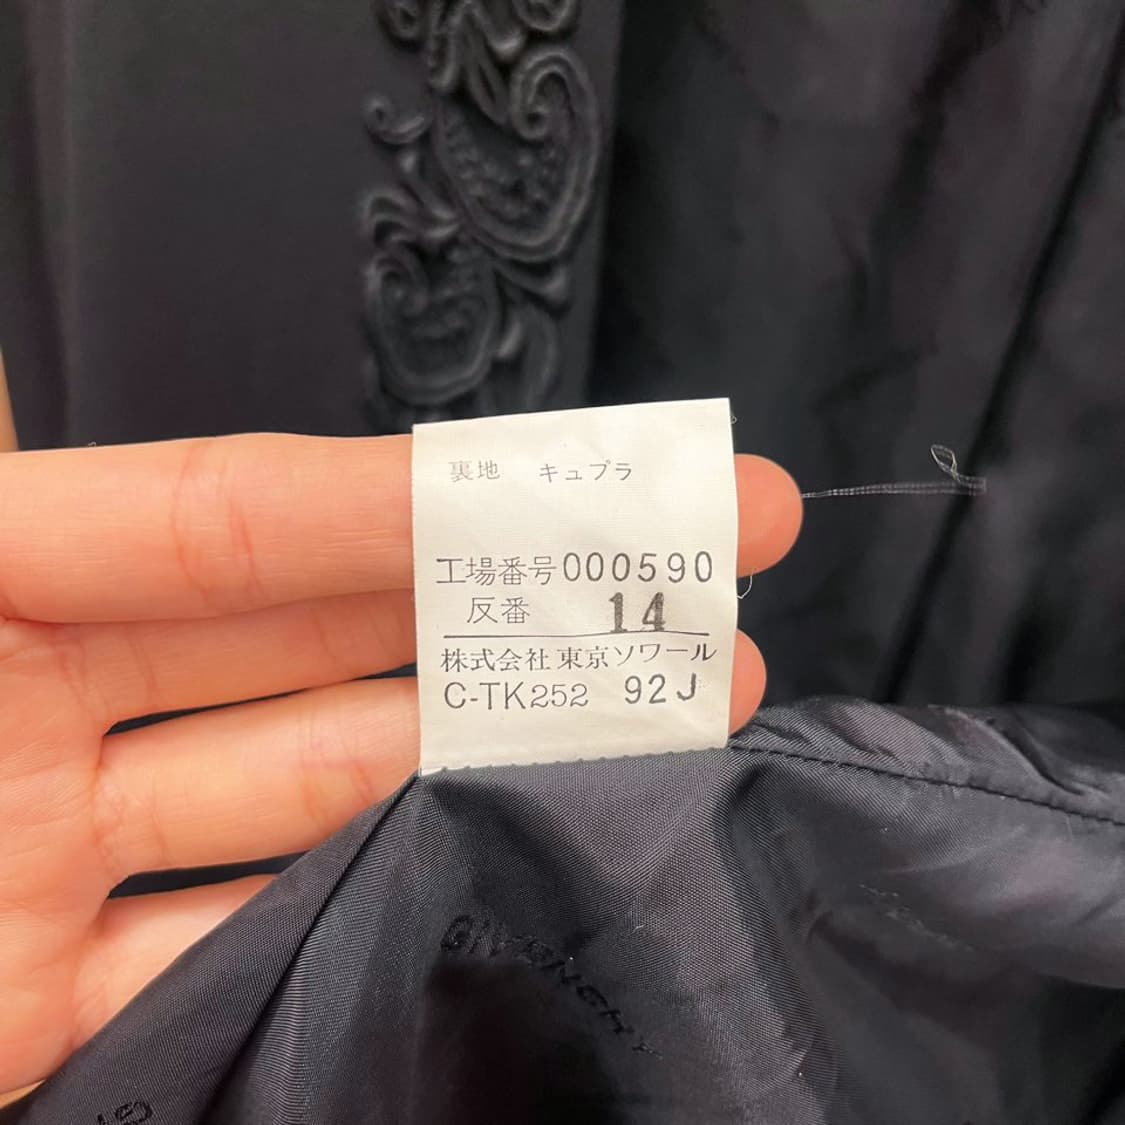 裏地 キュプラ
工場番号000590
反番 14
株式会社 東京ソワール
C-TK252 92J
GIVENCHY